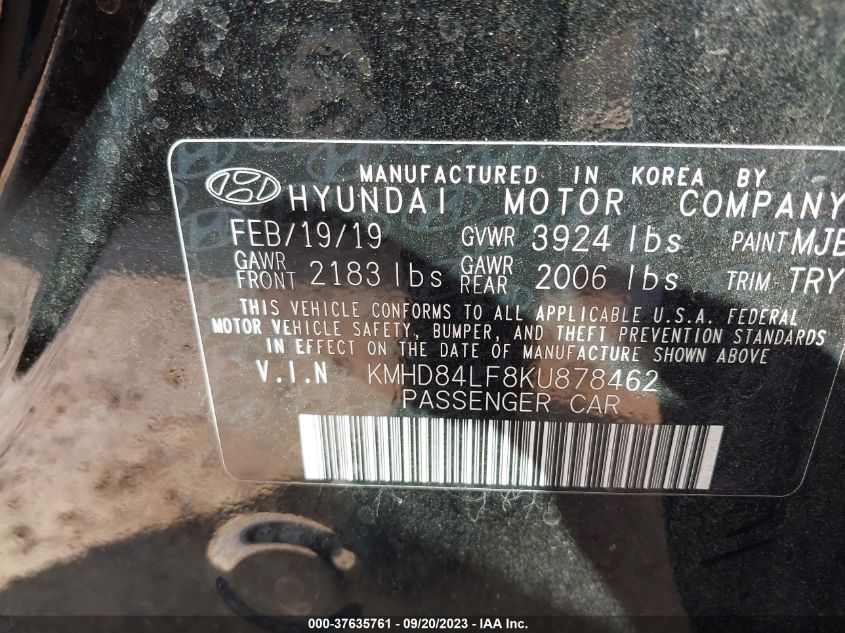 MANUFACTURED IN KOREA BY
HYUNDAI MOTOR COMPANY
FEB/19/19 GVWR 3924 lbs PAINT MJB
GAWR FRONT 2183 lbs GAWR REAR 2006 lbs TRIM TRY
THIS VEHICLE CONFORMS TO ALL APPLICABLE U.S.A. FEDERAL
MOTOR VEHICLE SAFETY, BUMPER, AND THEFT PREVENTION STANDARDS
IN EFFECT ON THE DATE OF MANUFACTURE SHOWN ABOVE
V.I.N KMHD84LF8KU878462
PASSENGER CAR
000-37635761 - 09/20/2023 - IAA Inc.